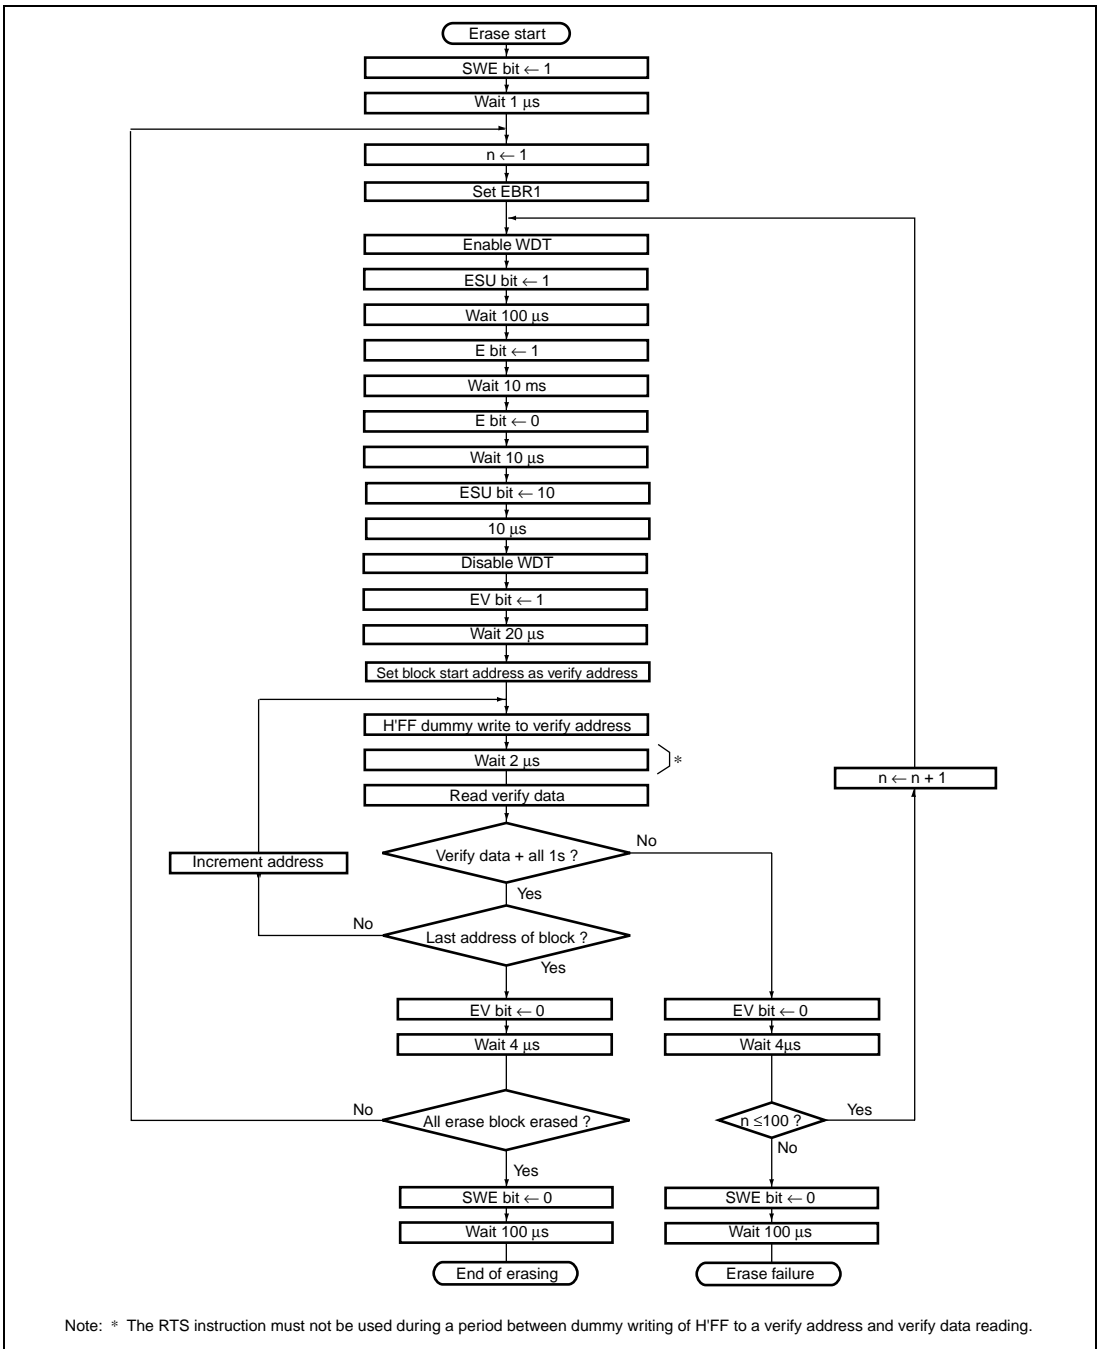 Erase start
SWE bit ← 1
Wait 1 μs
n ← 1
Set EBR1
Enable WDT
ESU bit ← 1
Wait 100 μs
E bit ← 1
Wait 10 ms
E bit ← 0
Wait 10 μs
ESU bit ← 10
10 μs
Disable WDT
EV bit ← 1
Wait 20 μs
Set block start address as verify address
H'FF dummy write to verify address
Wait 2 μs
*
n ← n + 1
Read verify data
No
Verify data + all 1s ?
Increment address
Yes
No
Last address of block ?
Yes
EV bit ← 0
EV bit ← 0
Wait 4 μs
Wait 4μs
No
All erase block erased ?
n ≤100 ?
Yes
No
Yes
SWE bit ← 0
SWE bit ← 0
Wait 100 μs
Wait 100 μs
End of erasing
Erase failure
Note: * The RTS instruction must not be used during a period between dummy writing of H'FF to a verify address and verify data reading.